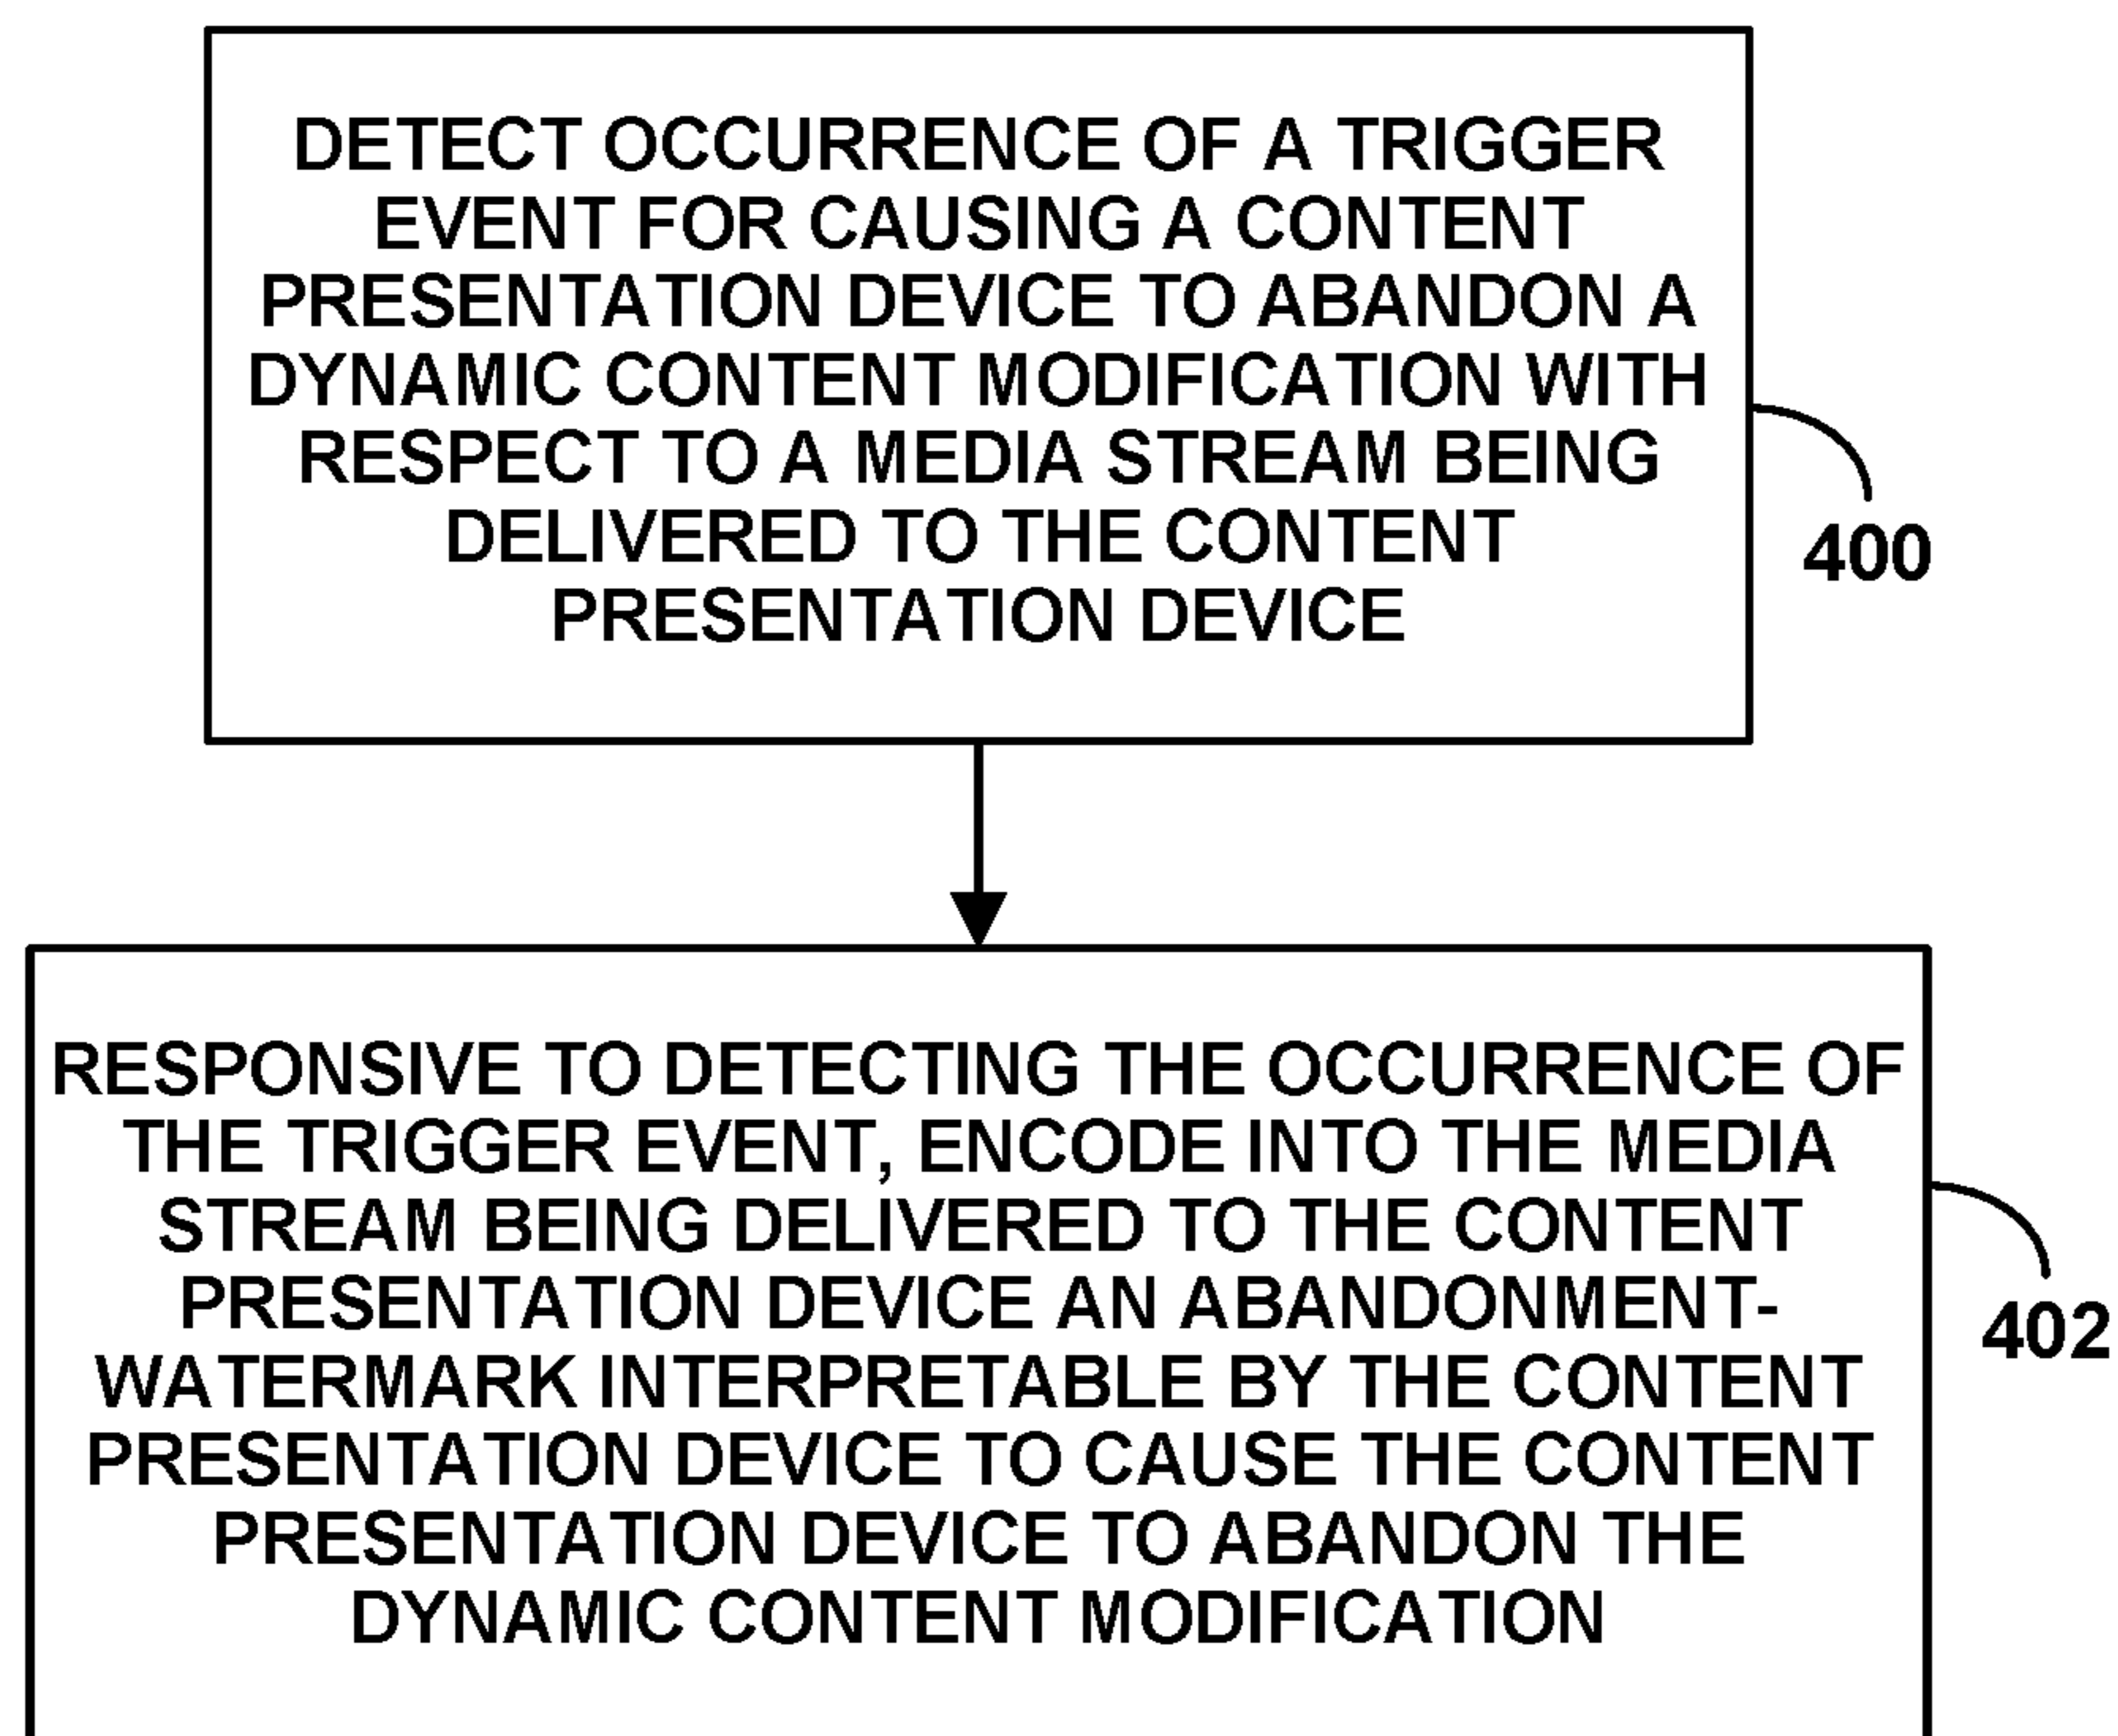 DETECT OCCURRENCE OF A TRIGGER
EVENT FOR CAUSING A CONTENT
PRESENTATION DEVICE TO ABANDON A
DYNAMIC CONTENT MODIFICATION WITH
RESPECT TO A MEDIA STREAM BEING
DELIVERED TO THE CONTENT
PRESENTATION DEVICE
400
RESPONSIVE TO DETECTING THE OCCURRENCE OF
THE TRIGGER EVENT, ENCODE INTO THE MEDIA
STREAM BEING DELIVERED TO THE CONTENT
PRESENTATION DEVICE AN ABANDONMENT-
WATERMARK INTERPRETABLE BY THE CONTENT
PRESENTATION DEVICE TO CAUSE THE CONTENT
PRESENTATION DEVICE TO ABANDON THE
DYNAMIC CONTENT MODIFICATION
402